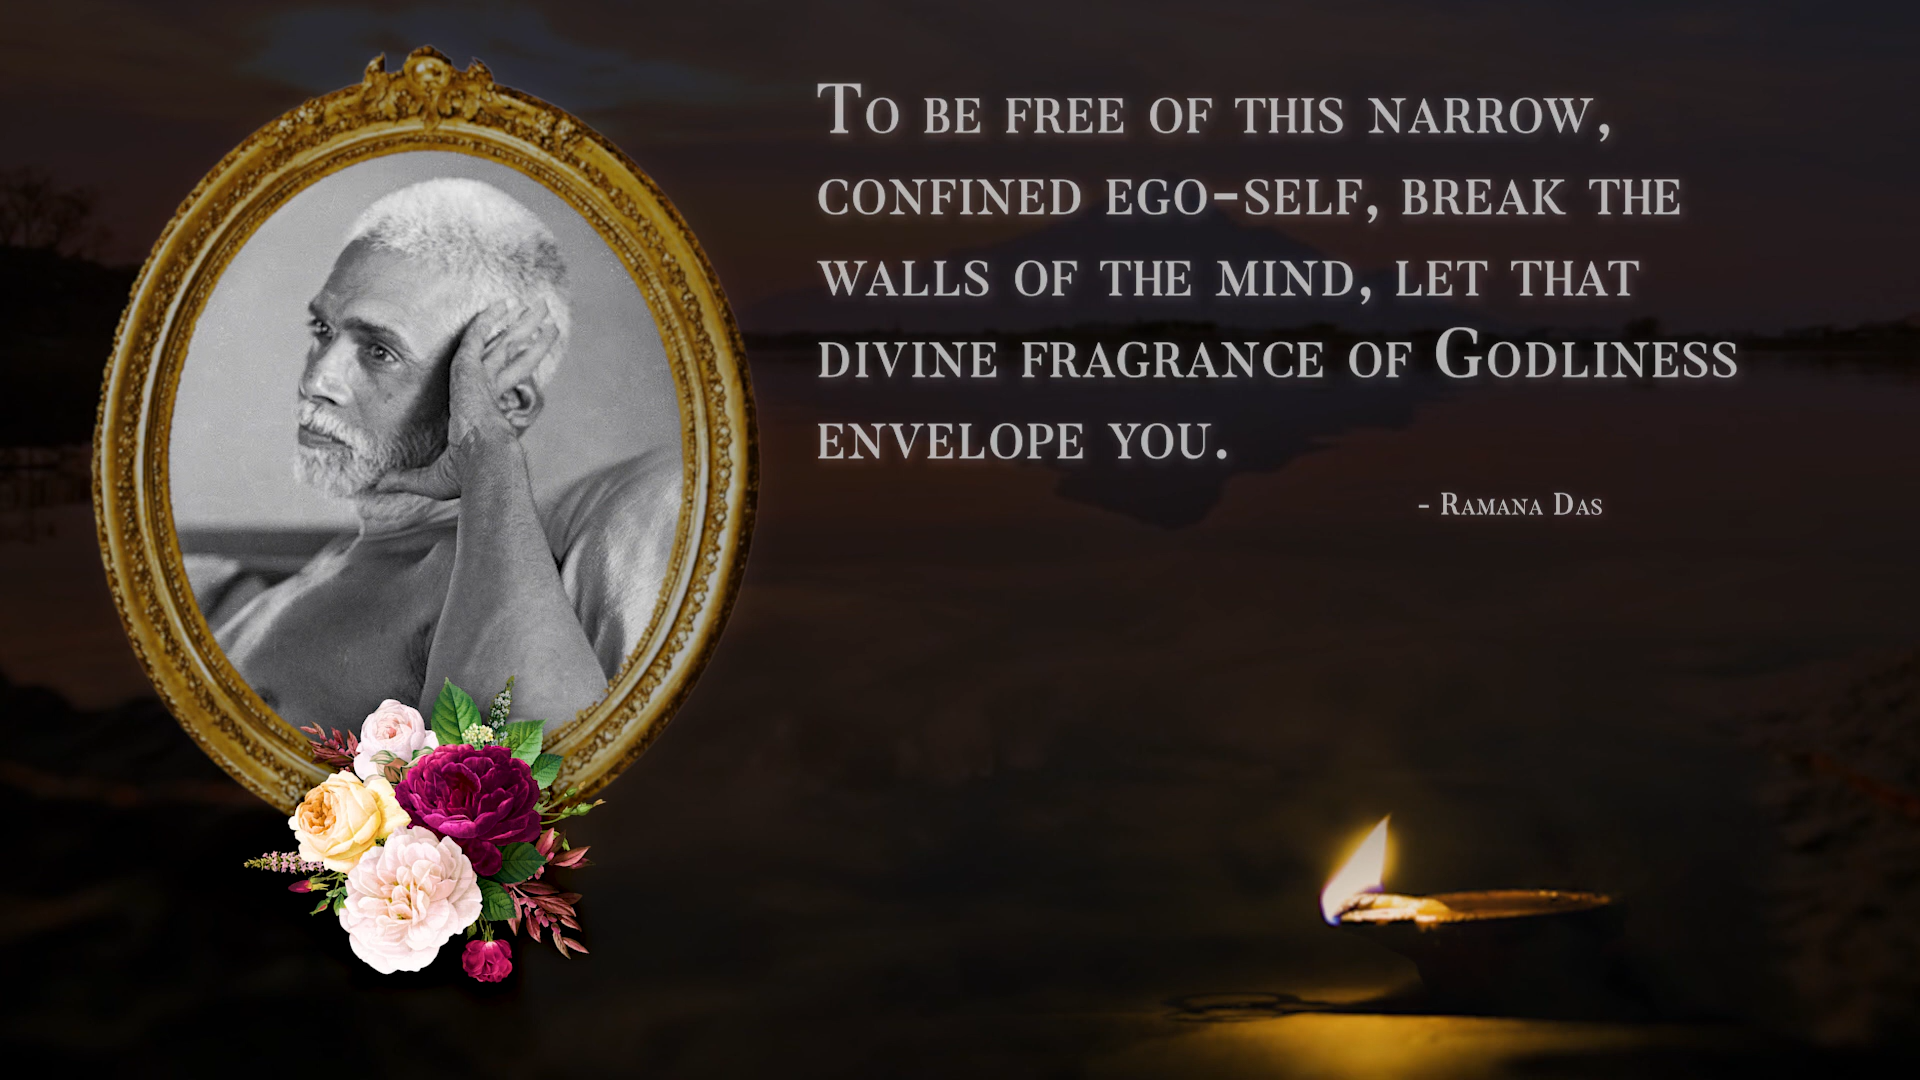 To be free of this narrow,
confined ego-self, break the
walls of the mind, let that
divine fragrance of Godliness
envelope you.
- Ramana Das